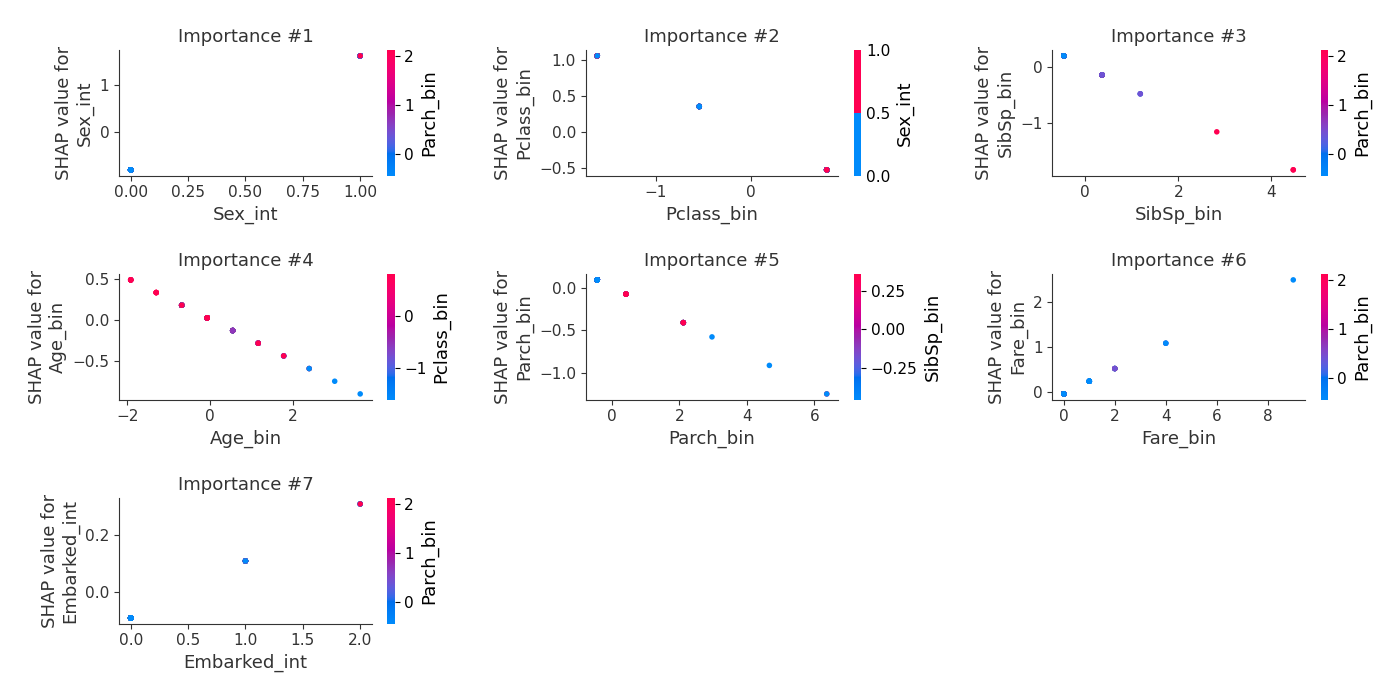 Importance #1
SHAP value for
Sex_int
1
0
0.00 0.25 0.50 0.75 1.00
Sex_int
2
1
0
Parch_bin
Importance #2
SHAP value for
Pclass_bin
1.0
0.5
0.0
−0.5
−1 0
Pclass_bin
1.0
0.5
0.0
Sex_int
Importance #3
SHAP value for
SibSp_bin
0
−1
0 2 4
SibSp_bin
2
1
0
Parch_bin
Importance #4
SHAP value for
Age_bin
0.5
0.0
−0.5
−2 0 2
Age_bin
0
−1
Pclass_bin
Importance #5
SHAP value for
Parch_bin
0.0
−0.5
−1.0
0 2 4 6
Parch_bin
0.25
0.00
−0.25
SibSp_bin
Importance #6
SHAP value for
Fare_bin
2
1
0
0 2 4 6 8
Fare_bin
2
1
0
Parch_bin
Importance #7
SHAP value for
Embarked_int
0.2
0.0
0.0 0.5 1.0 1.5 2.0
Embarked_int
2
1
0
Parch_bin